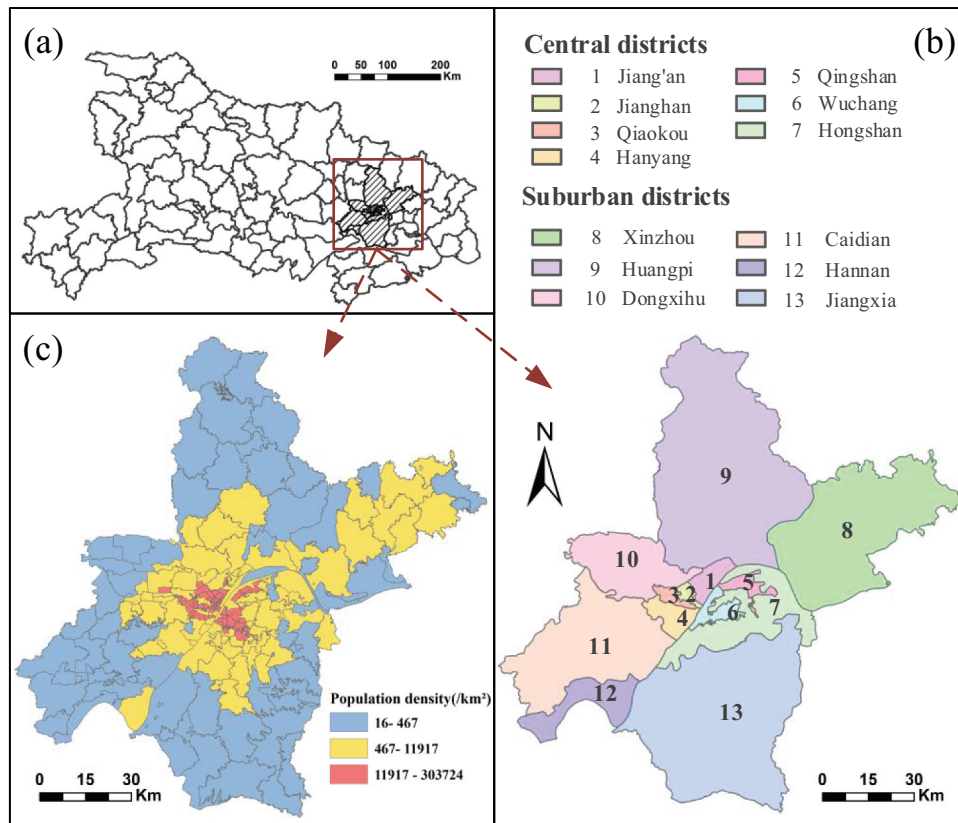 (a)
0 50 100 200
Km
(b)
Central districts
1 Jiang'an
2 Jianghan
3 Qiaokou
4 Hanyang
5 Qingshan
6 Wuchang
7 Hongshan
Suburban districts
8 Xinzhou
9 Huangpi
10 Dongxihu
11 Caidian
12 Hannan
13 Jiangxia
(c)
Population density(/km²)
16- 467
467- 11917
11917 - 303724
0 15 30
Km
N
9
8
10
1
5
3 2
7
6
4
11
12
13
0 15 30
Km